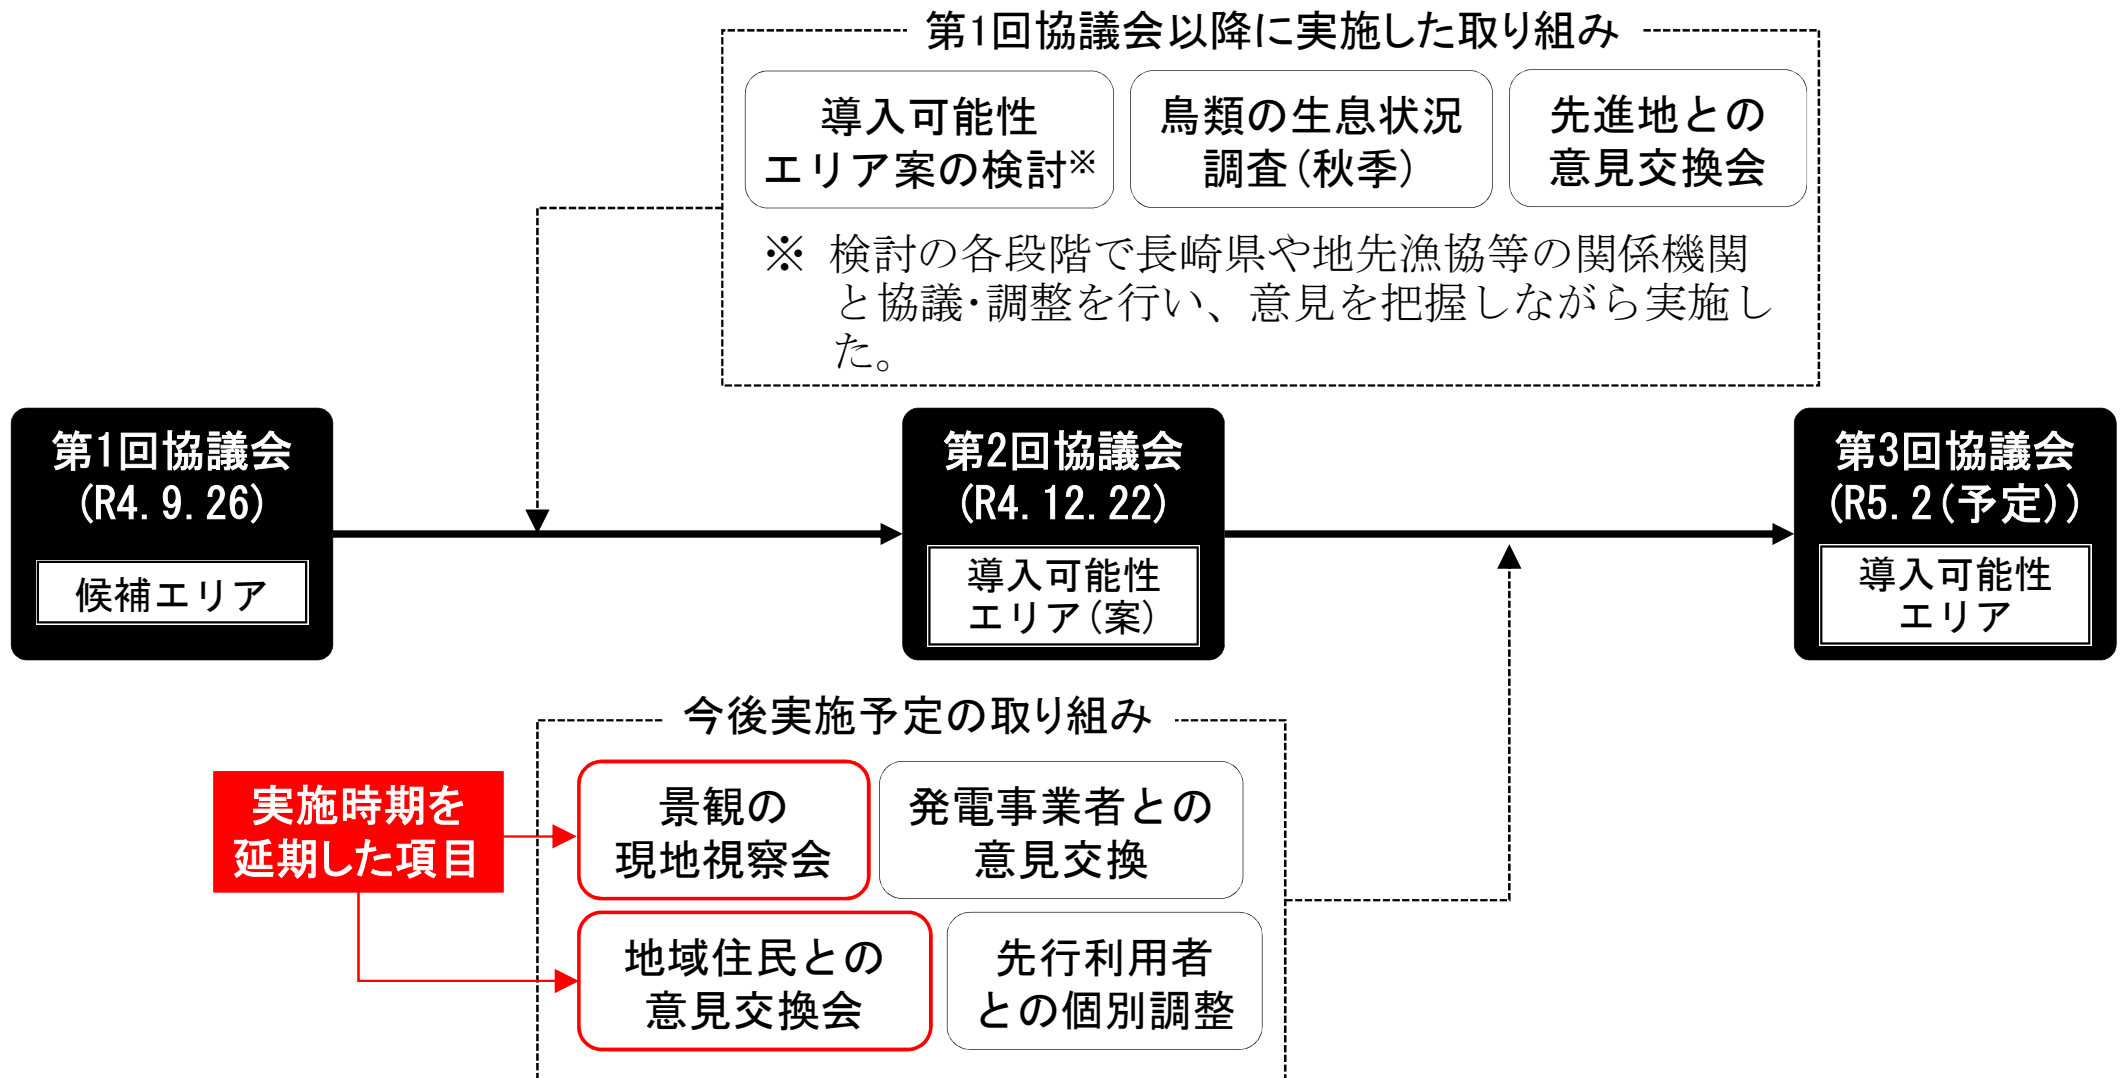 第1回協議会以降に実施した取り組み
導入可能性
エリア案の検討※
鳥類の生息状況
調査(秋季)
先進地との
意見交換会
※ 検討の各段階で長崎県や地先漁協等の関係機関
と協議・調整を行い、意見を把握しながら実施し
た。
第1回協議会
(R4.9.26)
候補エリア
第2回協議会
(R4.12.22)
導入可能性
エリア(案)
第3回協議会
(R5.2(予定))
導入可能性
エリア
今後実施予定の取り組み
実施時期を
延期した項目
景観の
現地視察会
発電事業者との
意見交換
地域住民との
意見交換会
先行利用者
との個別調整